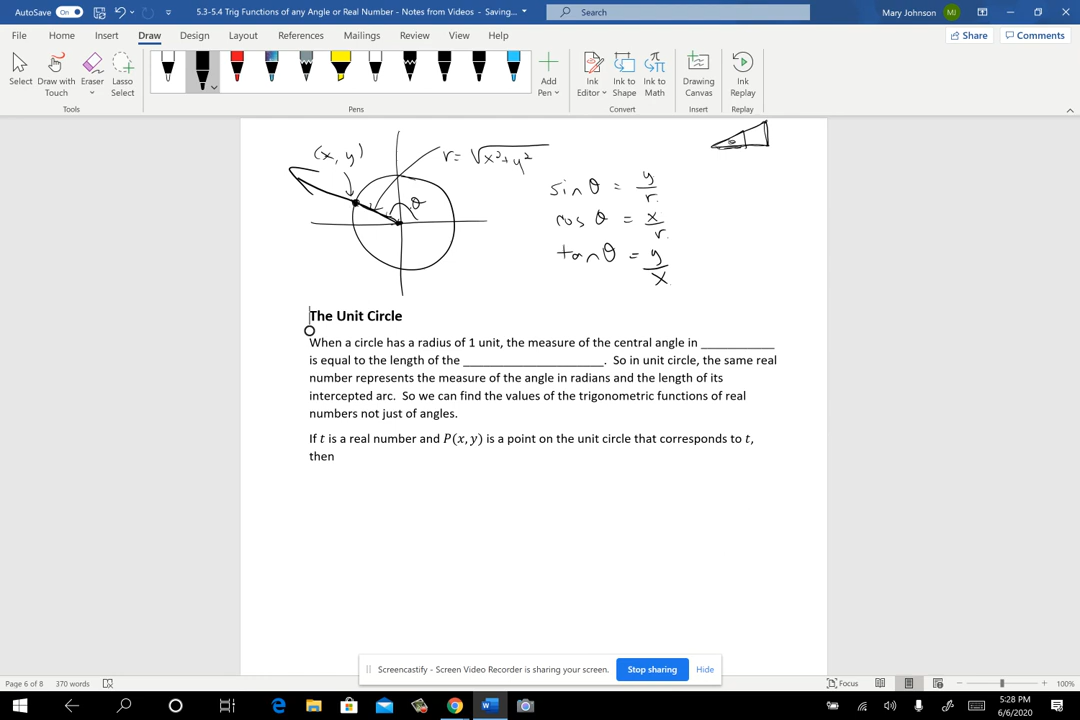 AutoSave On 5.3-5.4 Trig Functions of any Angle or Real Number - Notes from Videos - Saving... Search Mary Johnson MJ
File Home Insert Draw Design Layout References Mailings Review View Help Share Comments
Select Draw with Touch Eraser Lasso Select Add Pen Ink Editor Ink to Shape Ink to Math Drawing Canvas Ink Replay
Tools Pens Convert Insert Replay
(x, y) r = √x²+y²
θ
sin θ = y/r
cos θ = x/r
tan θ = y/x
The Unit Circle
When a circle has a radius of 1 unit, the measure of the central angle in ___________
is equal to the length of the _____________________. So in unit circle, the same real
number represents the measure of the angle in radians and the length of its
intercepted arc. So we can find the values of the trigonometric functions of real
numbers not just of angles.
If t is a real number and P(x, y) is a point on the unit circle that corresponds to t,
then
Screencastify - Screen Video Recorder is sharing your screen. Stop sharing Hide
Page 6 of 8 370 words Focus 100%
5:28 PM
6/6/2020